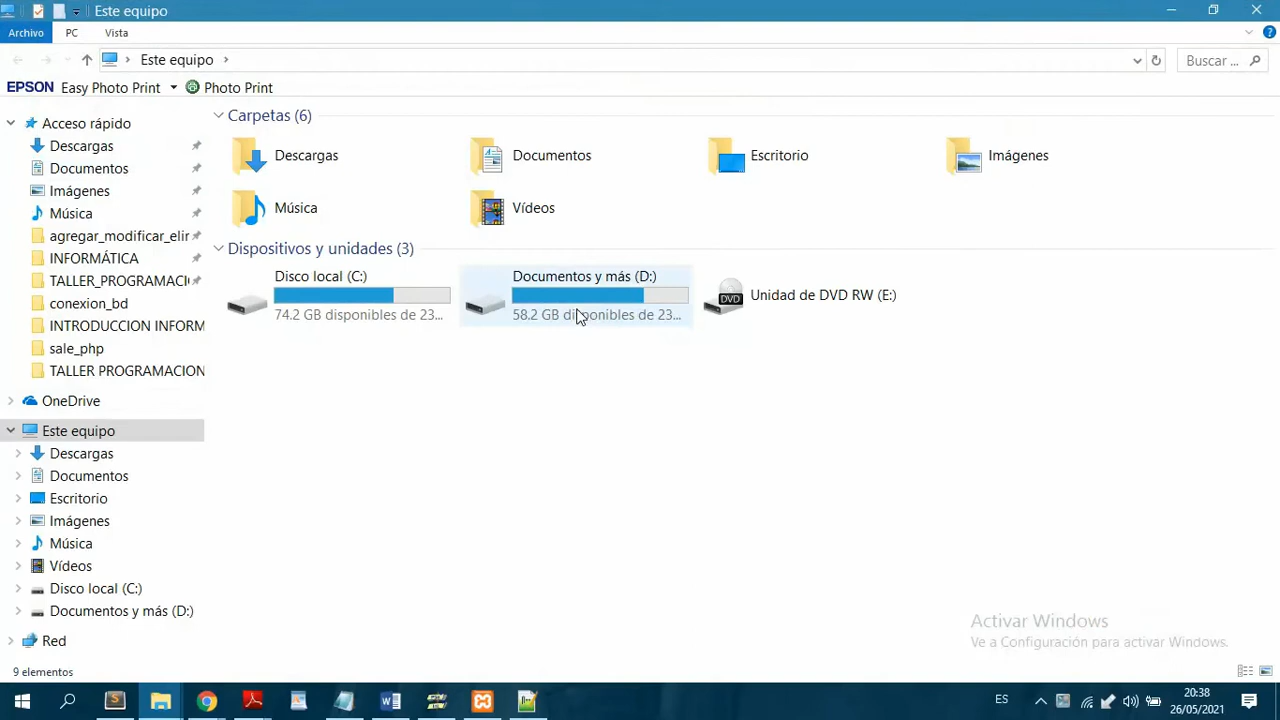 Este equipo
Archivo PC Vista
Este equipo
Buscar ...
EPSON Easy Photo Print Photo Print
Acceso rápido
Descargas
Documentos
Imágenes
Música
agregar_modificar_elir
INFORMÁTICA
TALLER_PROGRAMACI
conexion_bd
INTRODUCCION INFORM
sale_php
TALLER PROGRAMACION
OneDrive
Este equipo
Descargas
Documentos
Escritorio
Imágenes
Música
Vídeos
Disco local (C:)
Documentos y más (D:)
Red
Carpetas (6)
Descargas
Documentos
Escritorio
Imágenes
Música
Vídeos
Dispositivos y unidades (3)
Disco local (C:)
74.2 GB disponibles de 23...
Documentos y más (D:)
58.2 GB disponibles de 23...
DVD
Unidad de DVD RW (E:)
Activar Windows
Ve a Configuración para activar Windows.
9 elementos
ES
20:38
26/05/2021